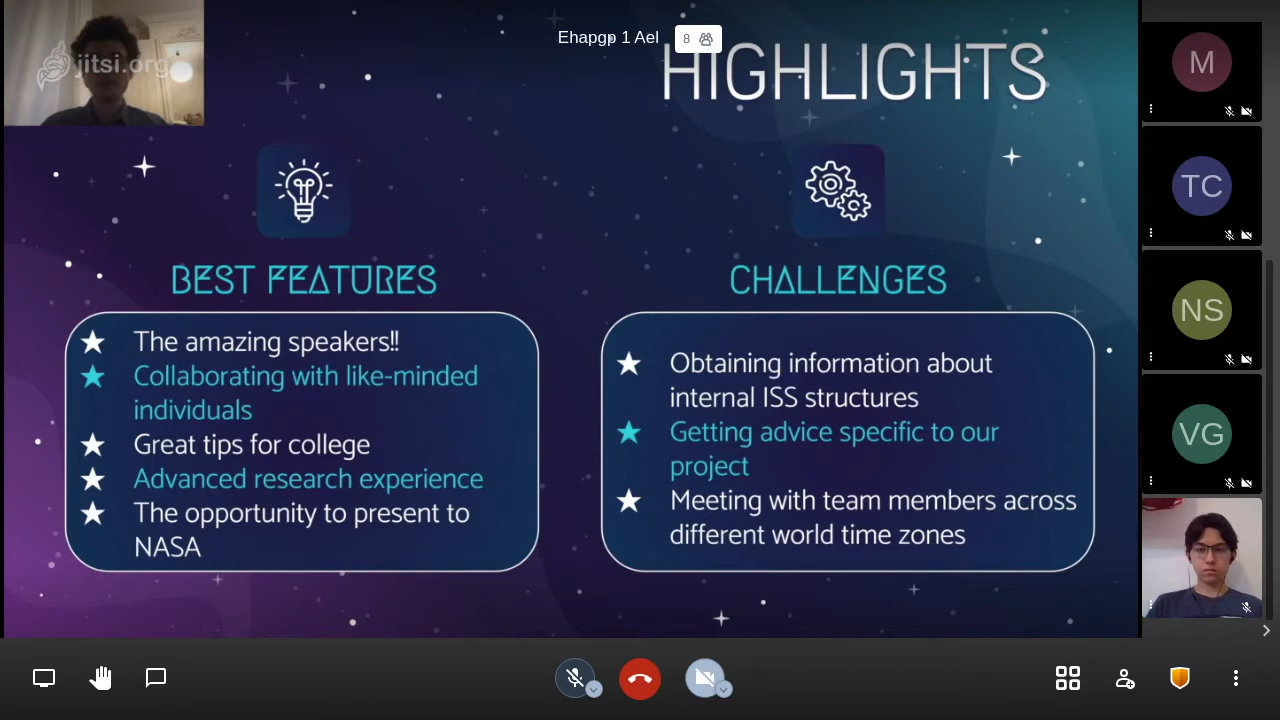 jitsi.org
Ehapgp 1 Ael
8
HIGHLIGHTS
BEST FEATURES
The amazing speakers!!
Collaborating with like-minded
individuals
Great tips for college
Advanced research experience
The opportunity to present to
NASA
CHALLENGES
Obtaining information about
internal ISS structures
Getting advice specific to our
project
Meeting with team members across
different world time zones
M
TC
NS
VG